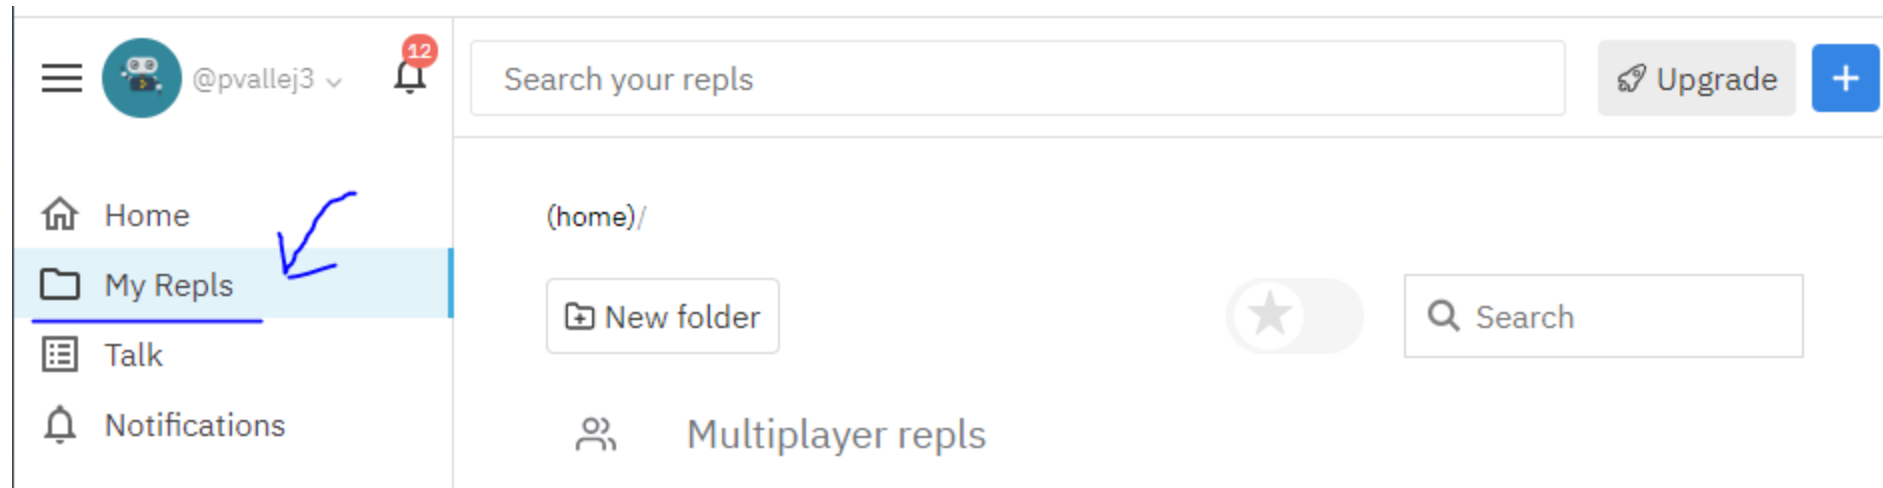 @pvallej3
12
Search your repls
Upgrade
+
Home
My Repls
Talk
Notifications
(home)/
New folder
Search
Multiplayer repls